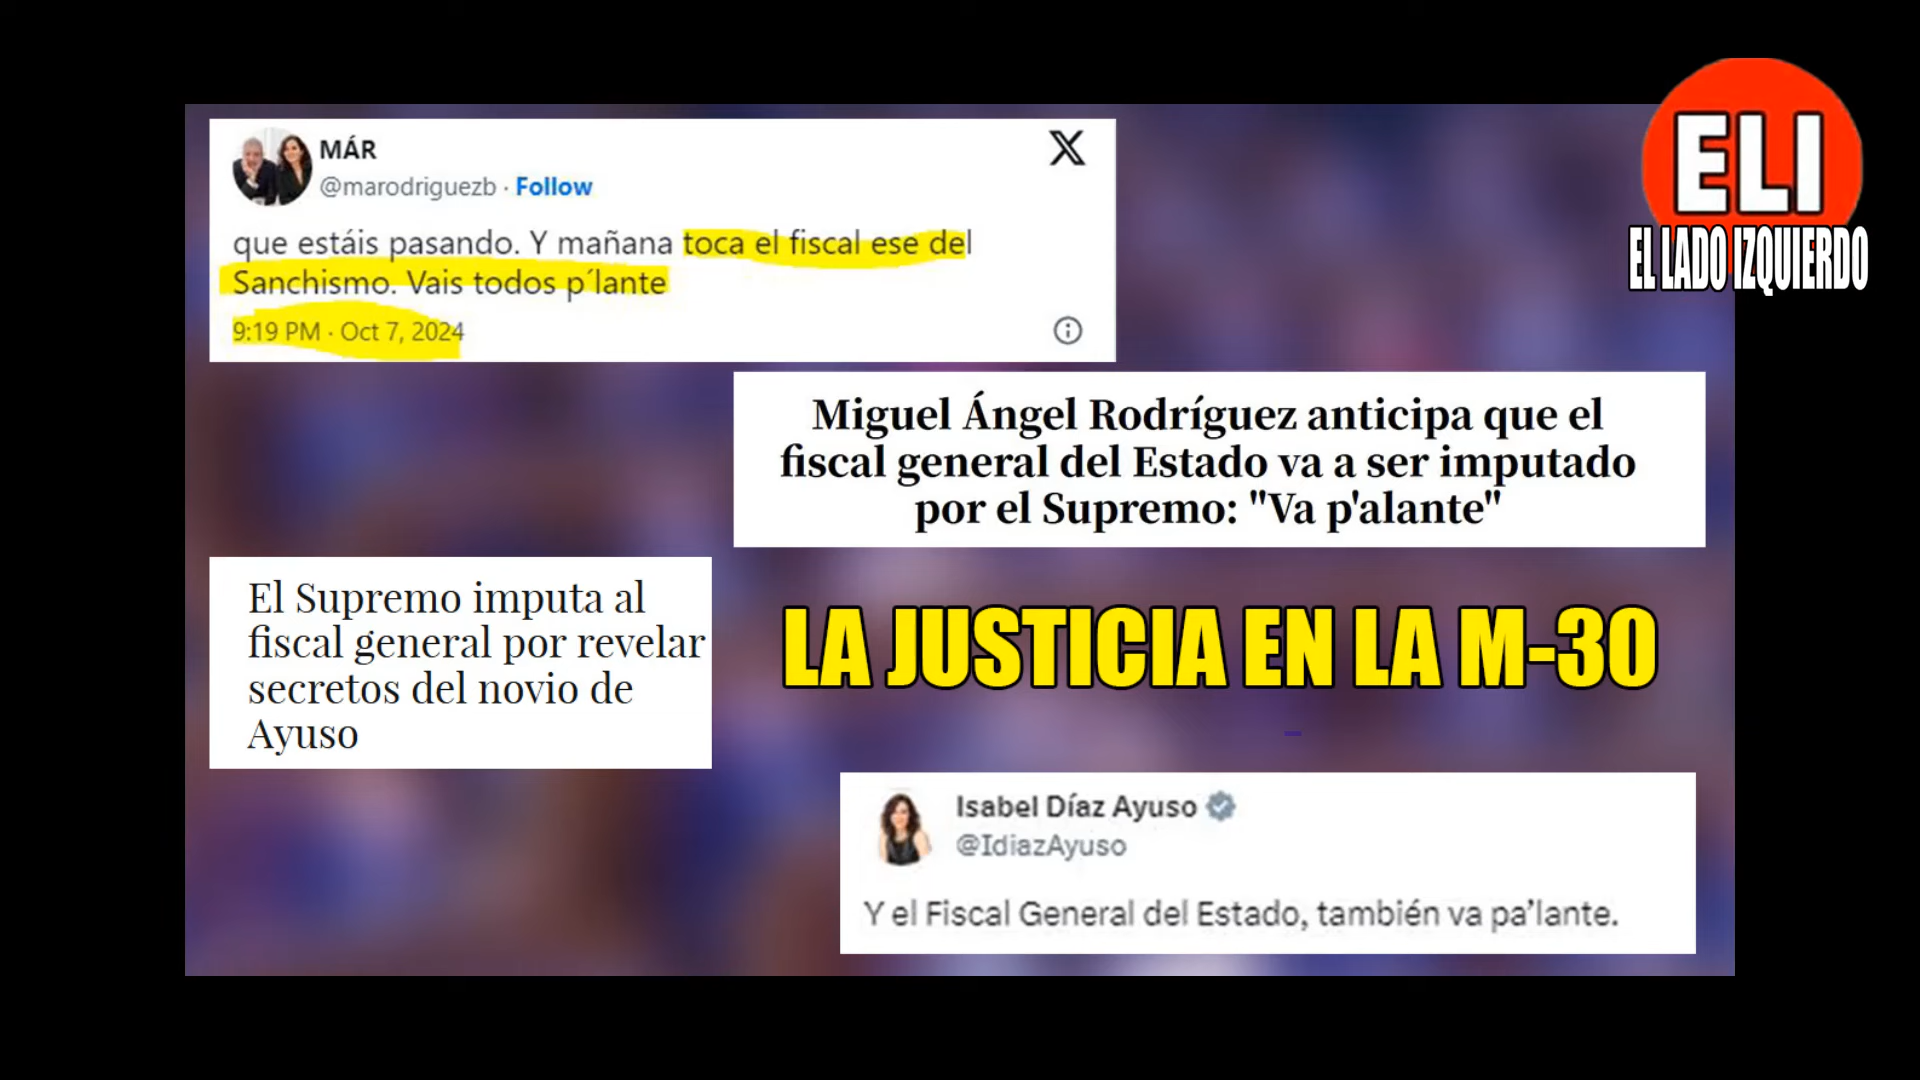 ELI
EL LADO IZQUIERDO
MÁR
@marodriguezb · Follow
que estáis pasando. Y mañana toca el fiscal ese del
Sanchismo. Vais todos p´lante
9:19 PM · Oct 7, 2024
Miguel Ángel Rodríguez anticipa que el
fiscal general del Estado va a ser imputado
por el Supremo: "Va p'alante"
El Supremo imputa al
fiscal general por revelar
secretos del novio de
Ayuso
LA JUSTICIA EN LA M-30
Isabel Díaz Ayuso
@IdiazAyuso
Y el Fiscal General del Estado, también va pa’lante.